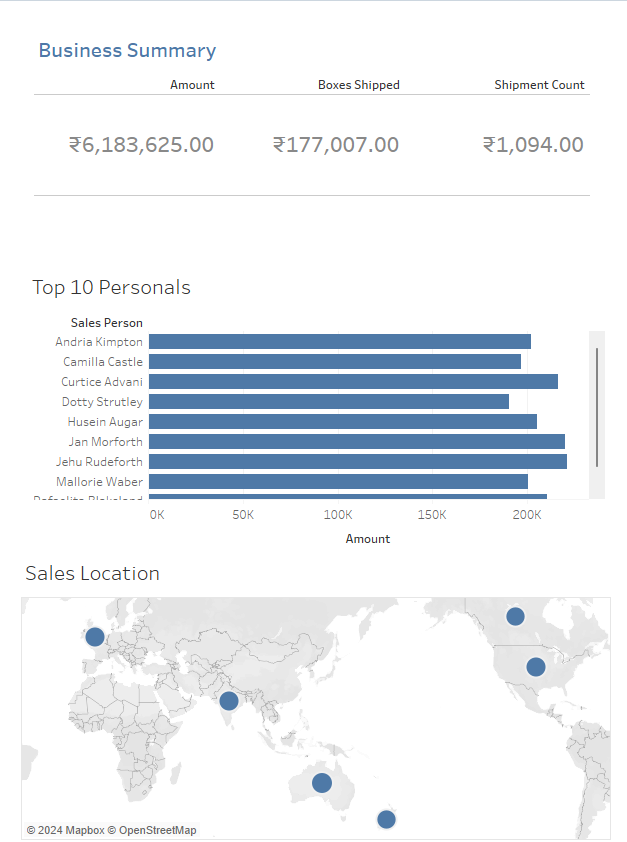 Business Summary
Amount Boxes Shipped Shipment Count
₹6,183,625.00 ₹177,007.00 ₹1,094.00
Top 10 Personals
Sales Person
Andria Kimpton
Camilla Castle
Curtice Advani
Dotty Strutley
Husein Augar
Jan Morforth
Jehu Rudeforth
Mallorie Waber
0K 50K 100K 150K 200K
Amount
Sales Location
© 2024 Mapbox © OpenStreetMap